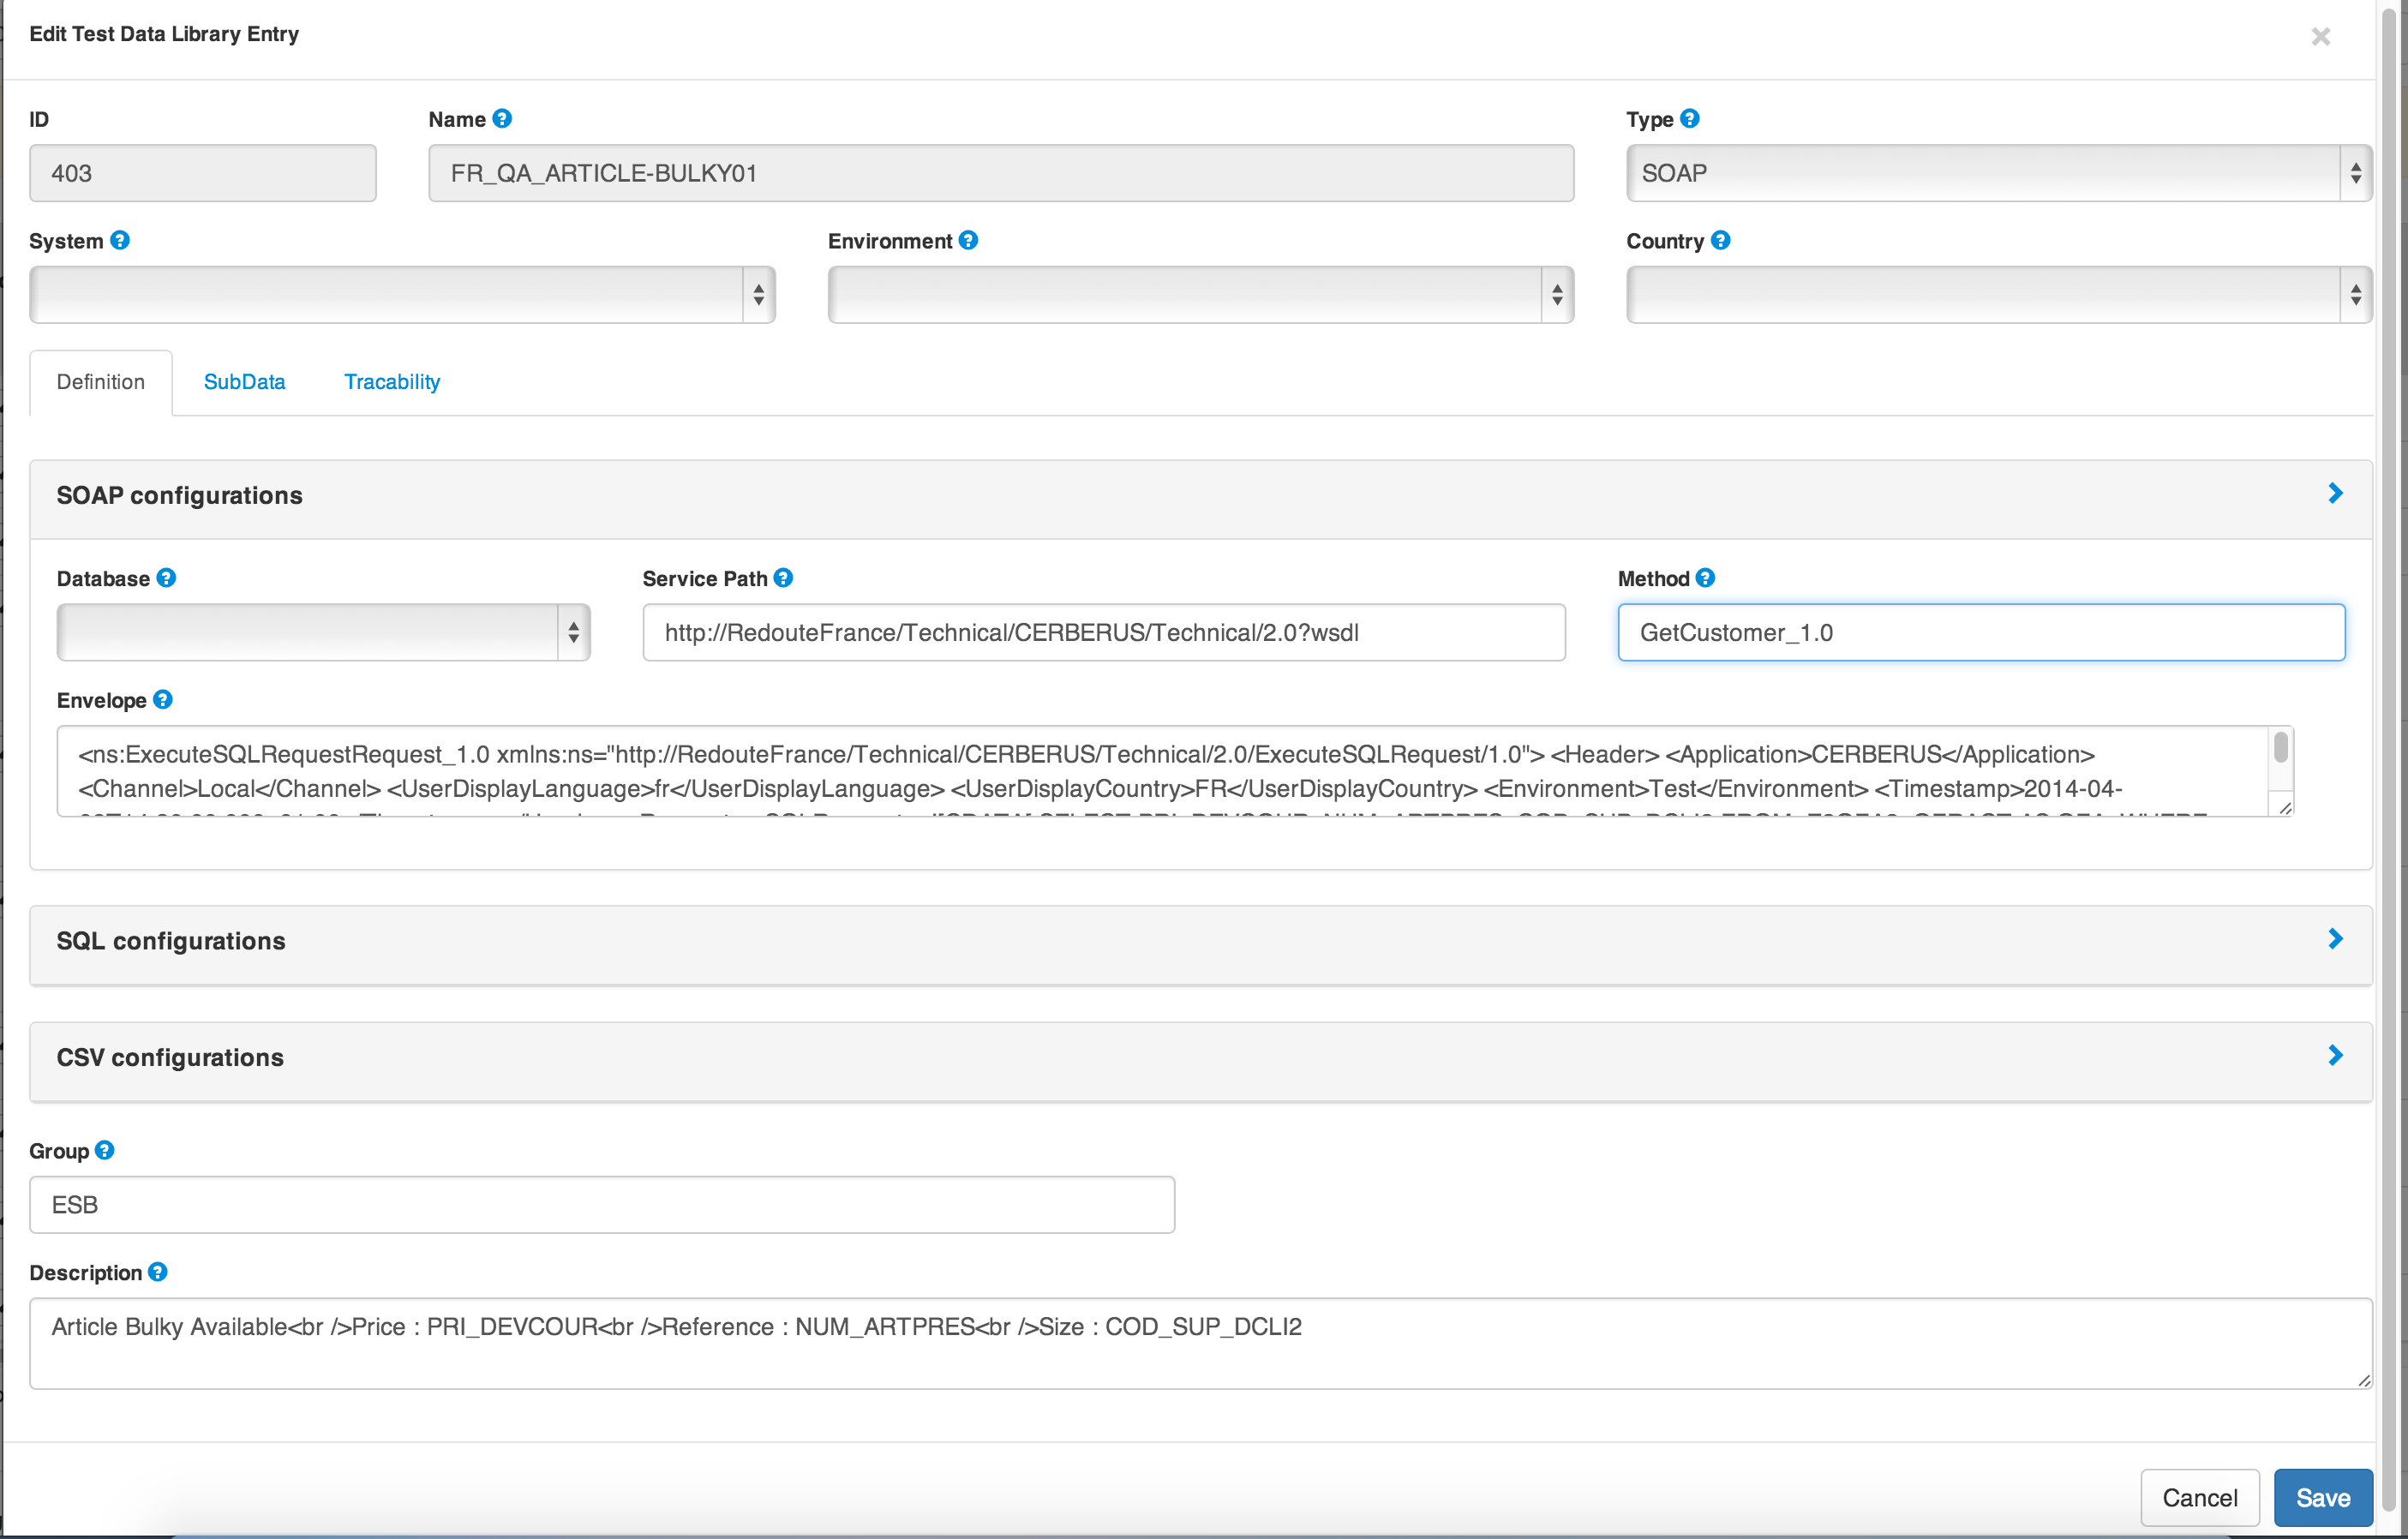 Edit Test Data Library Entry
×
ID
Name ?
Type ?
403
FR_QA_ARTICLE-BULKY01
SOAP
System ?
Environment ?
Country ?
Definition
SubData
Tracability
SOAP configurations
Database ?
Service Path ?
Method ?
http://RedouteFrance/Technical/CERBERUS/Technical/2.0?wsdl
GetCustomer_1.0
Envelope ?
<ns:ExecuteSQLRequestRequest_1.0 xmlns:ns="http://RedouteFrance/Technical/CERBERUS/Technical/2.0/ExecuteSQLRequest/1.0"> <Header> <Application>CERBERUS</Application>
<Channel>Local</Channel> <UserDisplayLanguage>fr</UserDisplayLanguage> <UserDisplayCountry>FR</UserDisplayCountry> <Environment>Test</Environment> <Timestamp>2014-04-
SQL configurations
CSV configurations
Group ?
ESB
Description ?
Article Bulky Available<br />Price : PRI_DEVCOUR<br />Reference : NUM_ARTPRES<br />Size : COD_SUP_DCLI2
Cancel
Save